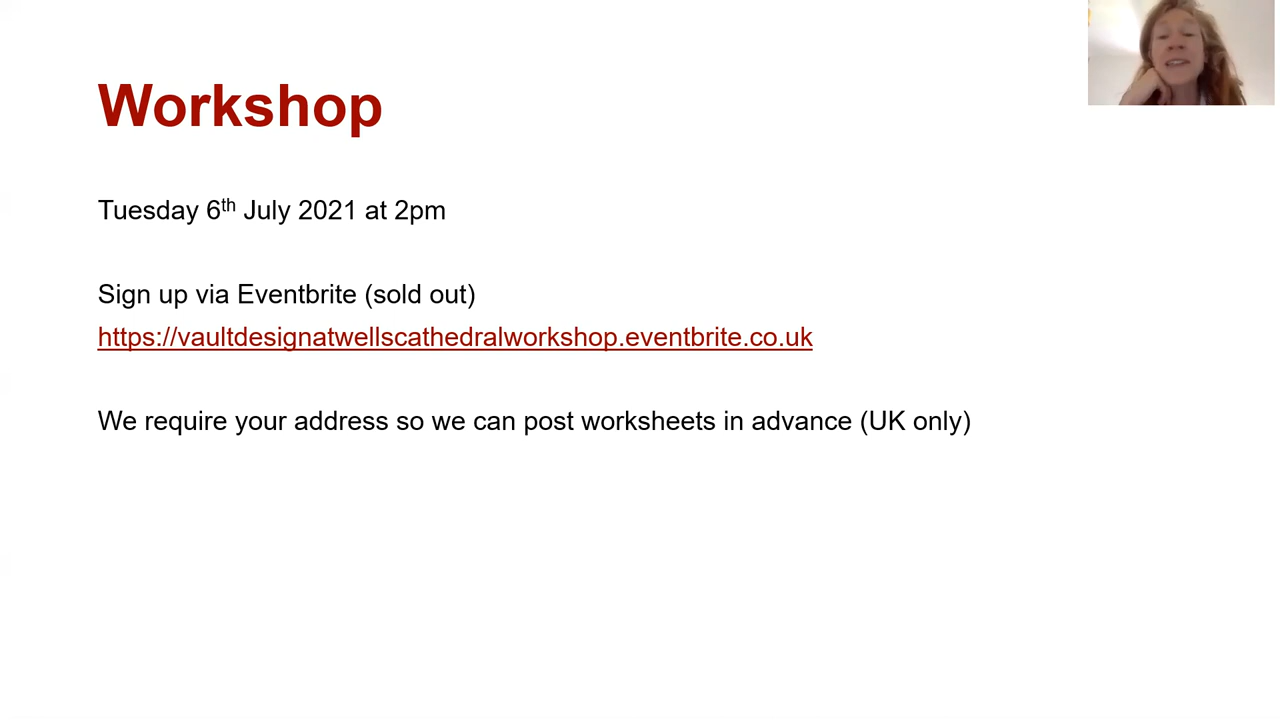 Workshop
Tuesday 6th July 2021 at 2pm
Sign up via Eventbrite (sold out)
https://vaultdesignatwellscathedralworkshop.eventbrite.co.uk
We require your address so we can post worksheets in advance (UK only)